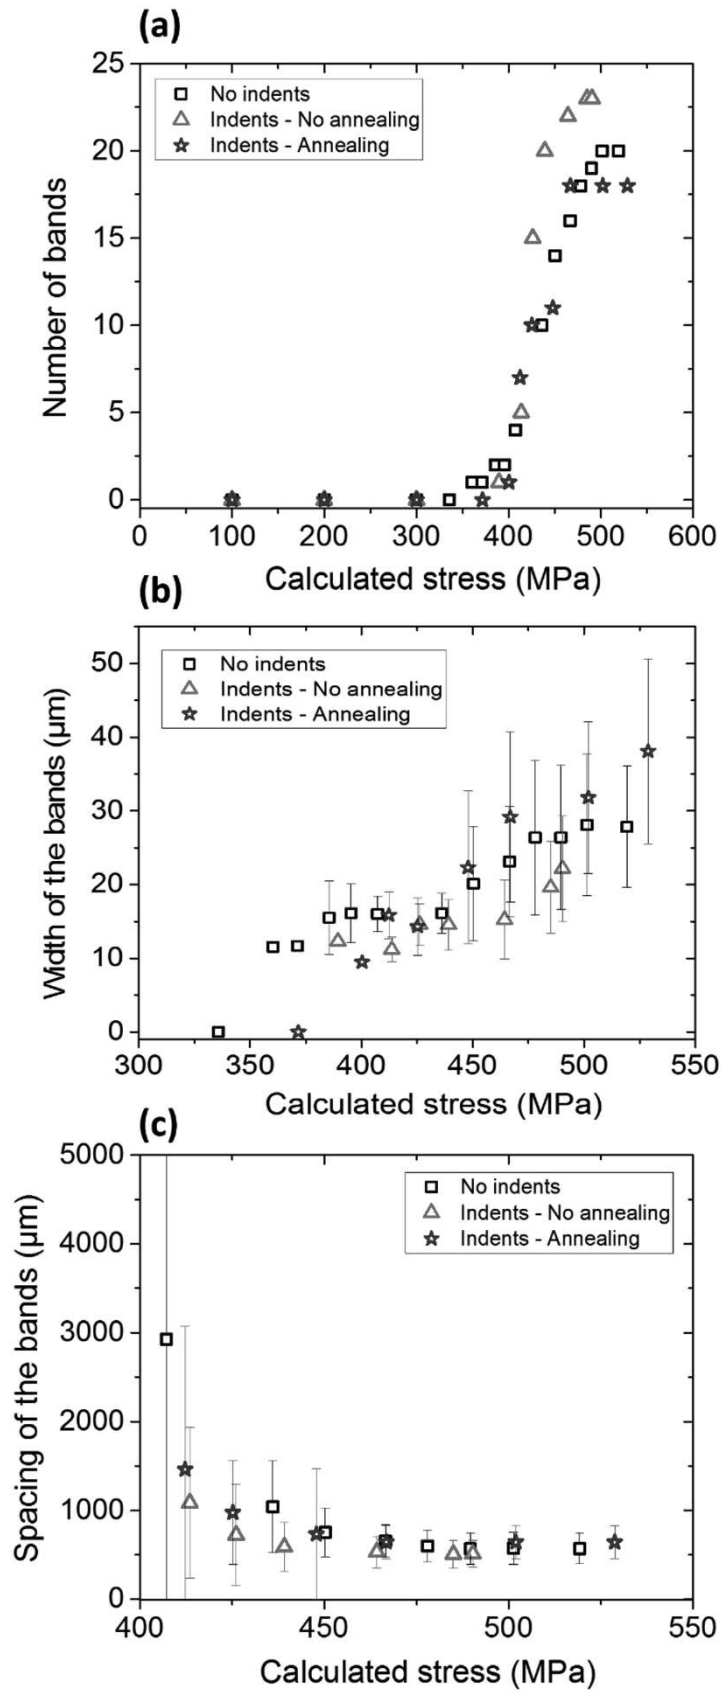 (a)
25
20
15
10
5
0
Number of bands
No indents
Indents - No annealing
Indents - Annealing
0 100 200 300 400 500 600
Calculated stress (MPa)
(b)
50
40
30
20
10
0
Width of the bands (μm)
No indents
Indents - No annealing
Indents - Annealing
300 350 400 450 500 550
Calculated stress (MPa)
(c)
5000
4000
3000
2000
1000
0
Spacing of the bands (μm)
No indents
Indents - No annealing
Indents - Annealing
400 450 500 550
Calculated stress (MPa)